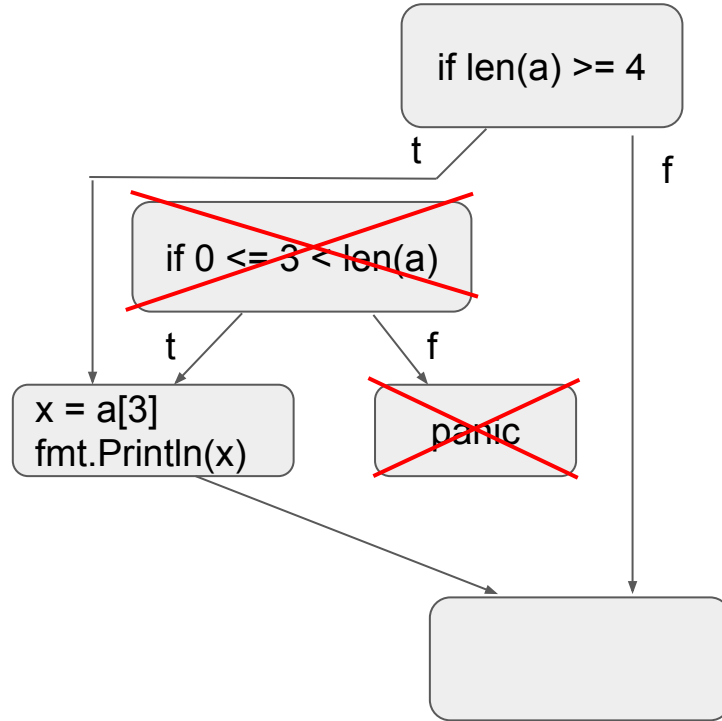 if len(a) >= 4
t
f
if 0 <= 3 < len(a)
t
f
x = a[3]
fmt.Println(x)
panic